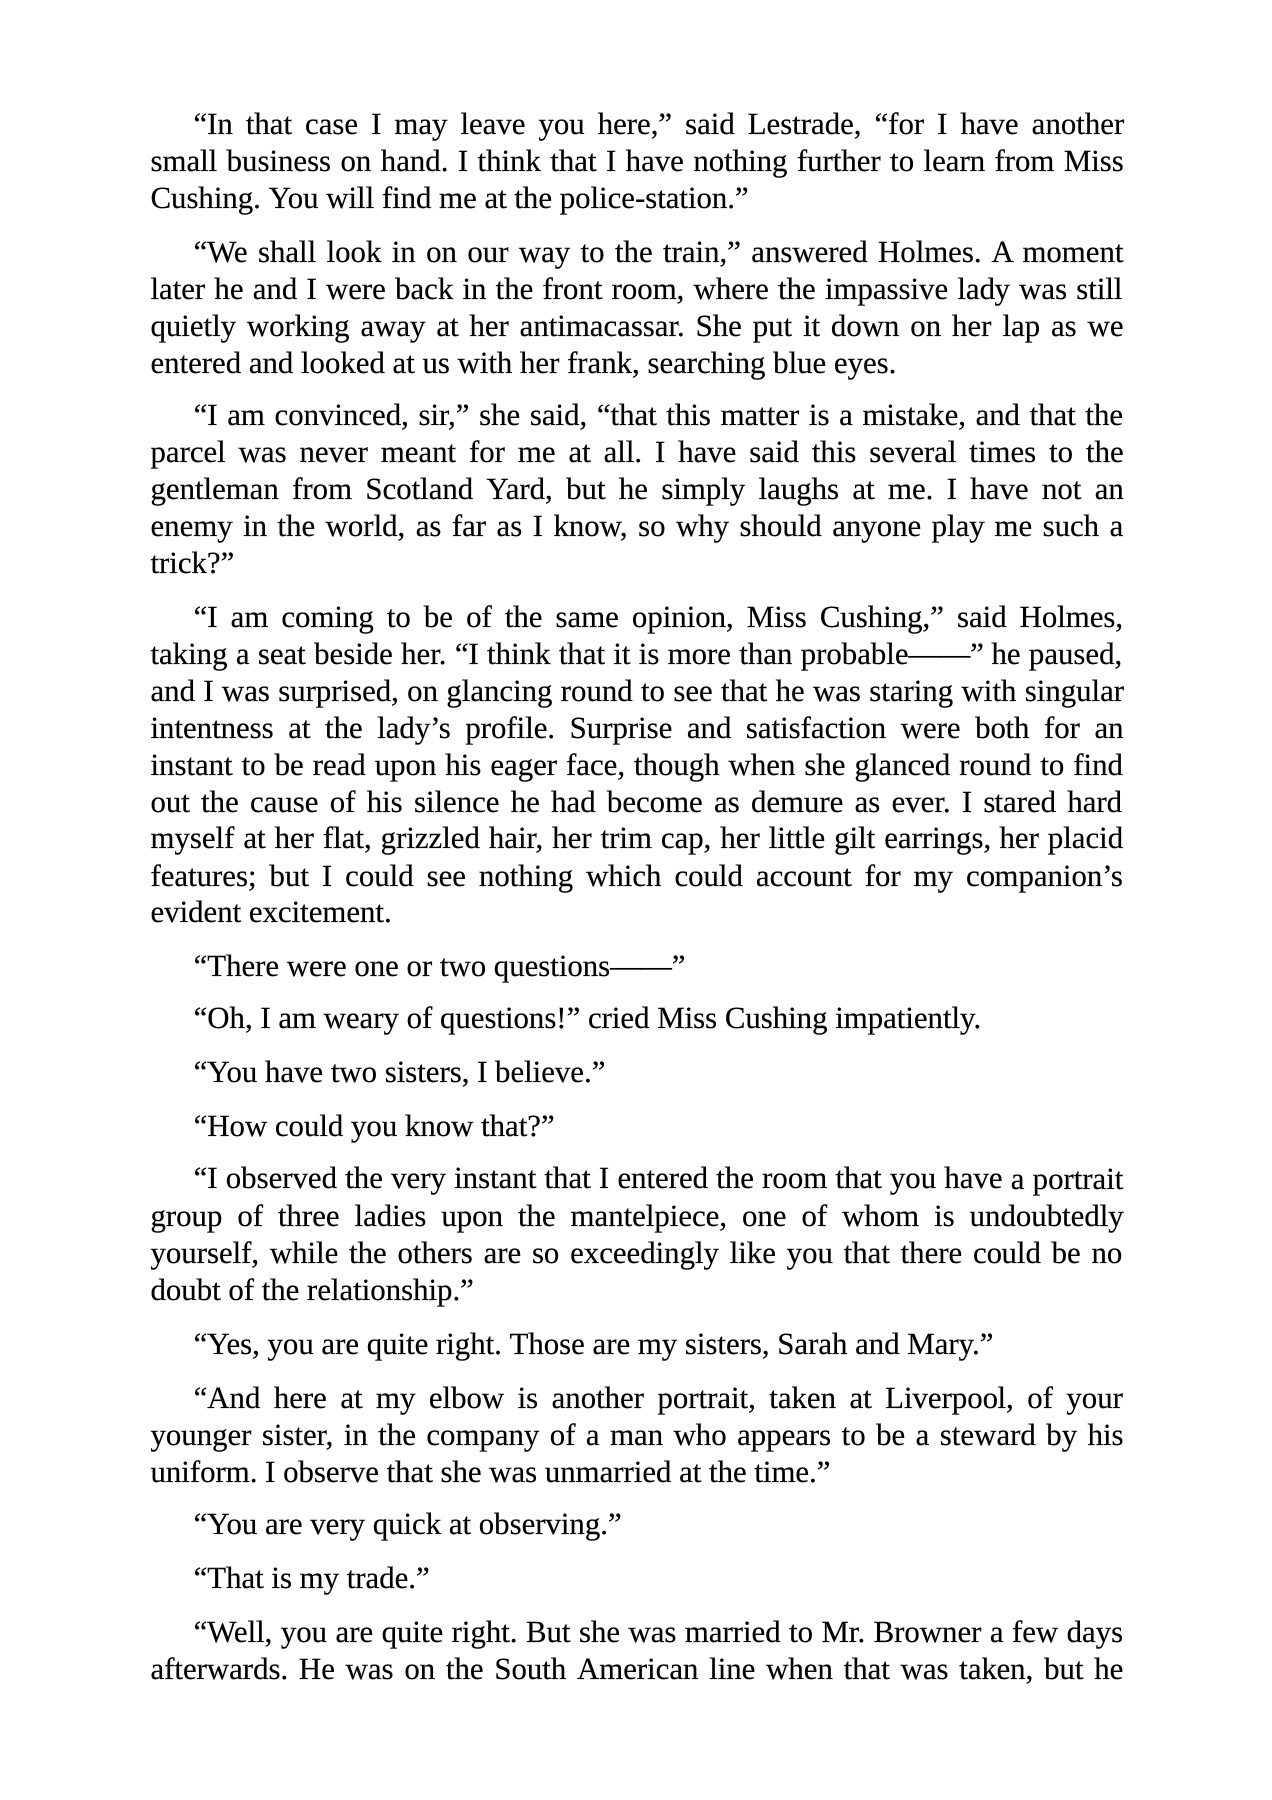 “In that case I may leave you here,” said Lestrade, “for I have another
small business on hand. I think that I have nothing further to learn from Miss
Cushing. You will find me at the police-station.”
“We shall look in on our way to the train,” answered Holmes. A moment
later he and I were back in the front room, where the impassive lady was still
quietly working away at her antimacassar. She put it down on her lap as we
entered and looked at us with her frank, searching blue eyes.
“I am convinced, sir,” she said, “that this matter is a mistake, and that the
parcel was never meant for me at all. I have said this several times to the
gentleman from Scotland Yard, but he simply laughs at me. I have not an
enemy in the world, as far as I know, so why should anyone play me such a
trick?”
“I am coming to be of the same opinion, Miss Cushing,” said Holmes,
taking a seat beside her. “I think that it is more than probable——” he paused,
and I was surprised, on glancing round to see that he was staring with singular
intentness at the lady’s profile. Surprise and satisfaction were both for an
instant to be read upon his eager face, though when she glanced round to find
out the cause of his silence he had become as demure as ever. I stared hard
myself at her flat, grizzled hair, her trim cap, her little gilt earrings, her placid
features; but I could see nothing which could account for my companion’s
evident excitement.
“There were one or two questions——”
“Oh, I am weary of questions!” cried Miss Cushing impatiently.
“You have two sisters, I believe.”
“How could you know that?”
“I observed the very instant that I entered the room that you have a portrait
group of three ladies upon the mantelpiece, one of whom is undoubtedly
yourself, while the others are so exceedingly like you that there could be no
doubt of the relationship.”
“Yes, you are quite right. Those are my sisters, Sarah and Mary.”
“And here at my elbow is another portrait, taken at Liverpool, of your
younger sister, in the company of a man who appears to be a steward by his
uniform. I observe that she was unmarried at the time.”
“You are very quick at observing.”
“That is my trade.”
“Well, you are quite right. But she was married to Mr. Browner a few days
afterwards. He was on the South American line when that was taken, but he